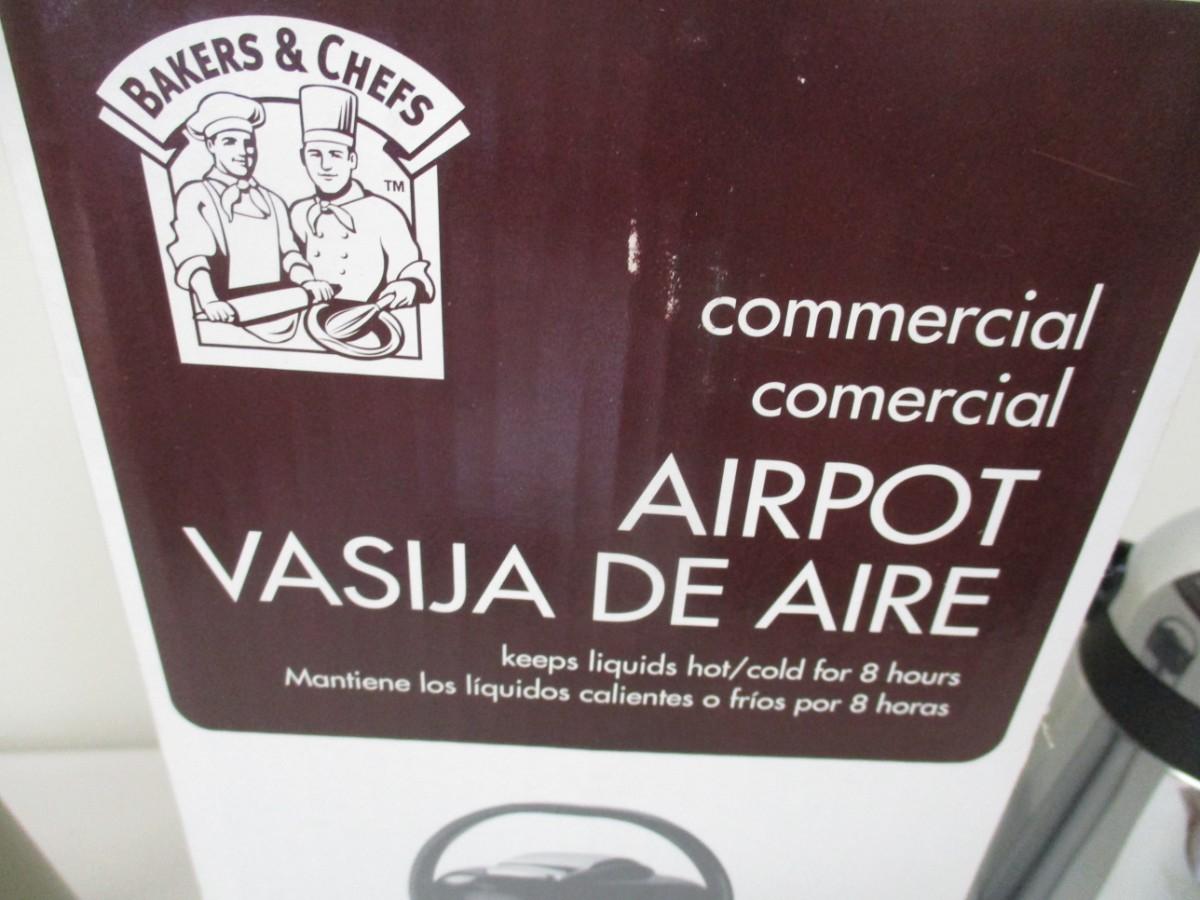 BAKERS & CHEFS
TM
commercial
comercial
AIRPOT
VASIJA DE AIRE
keeps liquids hot/cold for 8 hours
Mantiene los líquidos calientes o fríos por 8 horas